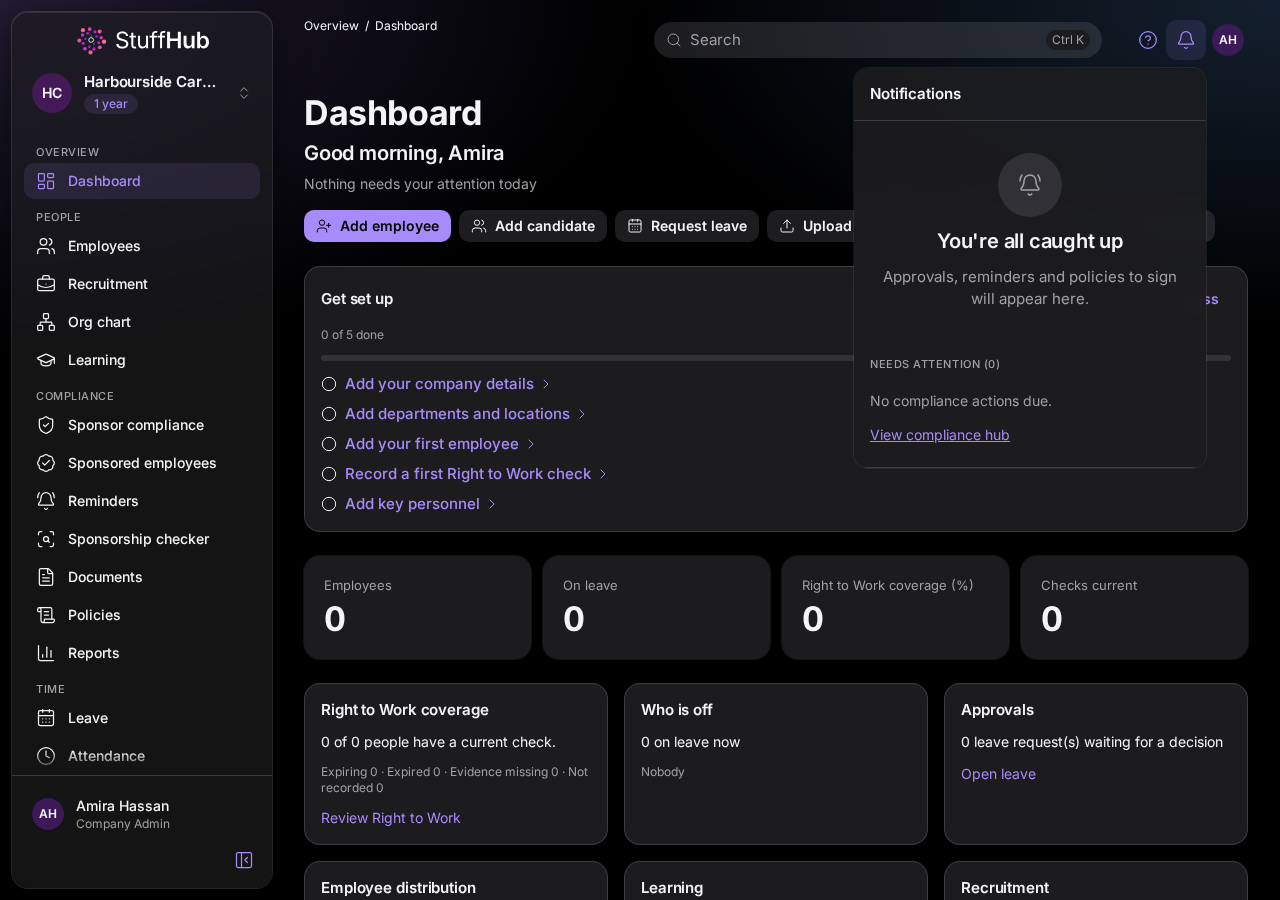 StuffHub
HC
Harbourside Car...
1 year
OVERVIEW
Dashboard
PEOPLE
Employees
Recruitment
Org chart
Learning
COMPLIANCE
Sponsor compliance
Sponsored employees
Reminders
Sponsorship checker
Documents
Policies
Reports
TIME
Leave
Attendance
AH
Amira Hassan
Company Admin
Overview / Dashboard
Search
Ctrl K
AH
Dashboard
Good morning, Amira
Nothing needs your attention today
Add employee
Add candidate
Request leave
Upload
Notifications
You're all caught up
Approvals, reminders and policies to sign
will appear here.
NEEDS ATTENTION (0)
No compliance actions due.
View compliance hub
Get set up
0 of 5 done
Add your company details
Add departments and locations
Add your first employee
Record a first Right to Work check
Add key personnel
Employees
0
On leave
0
Right to Work coverage (%)
0
Checks current
0
Right to Work coverage
0 of 0 people have a current check.
Expiring 0 · Expired 0 · Evidence missing 0 · Not
recorded 0
Review Right to Work
Who is off
0 on leave now
Nobody
Approvals
0 leave request(s) waiting for a decision
Open leave
Employee distribution
Learning
Recruitment